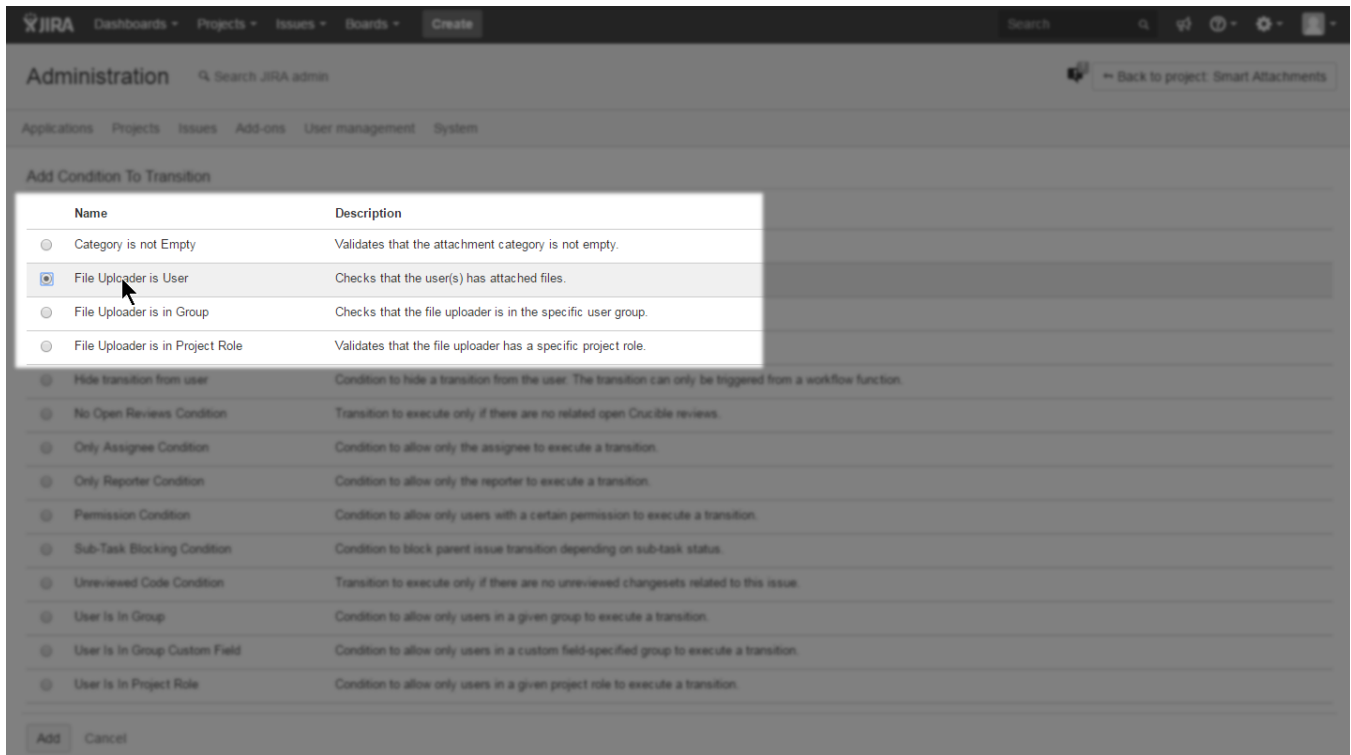 JIRA Dashboards Projects Issues Boards Create Search
Administration Search JIRA admin Back to project: Smart Attachments
Applications Projects Issues Add-ons User management System
Add Condition To Transition
Name Description
Category is not Empty Validates that the attachment category is not empty.
File Uploader is User Checks that the user(s) has attached files.
File Uploader is in Group Checks that the file uploader is in the specific user group.
File Uploader is in Project Role Validates that the file uploader has a specific project role.
Hide transition from user Condition to hide a transition from the user. The transition can only be triggered from a workflow function.
No Open Reviews Condition Transition to execute only if there are no related open Crucible reviews.
Only Assignee Condition Condition to allow only the assignee to execute a transition.
Only Reporter Condition Condition to allow only the reporter to execute a transition.
Permission Condition Condition to allow only users with a certain permission to execute a transition.
Sub-Task Blocking Condition Condition to block parent issue transition depending on sub-task status.
Unreviewed Code Condition Transition to execute only if there are no unreviewed changesets related to this issue.
User Is In Group Condition to allow only users in a given group to execute a transition.
User Is In Group Custom Field Condition to allow only users in a custom field-specified group to execute a transition.
User Is In Project Role Condition to allow only users in a given project role to execute a transition.
Add Cancel